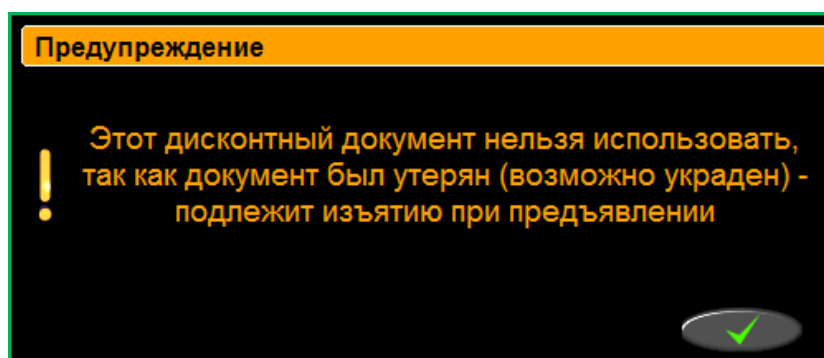 Предупреждение
Этот дисконтный документ нельзя использовать,
так как документ был утерян (возможно украден) -
подлежит изъятию при предъявлении